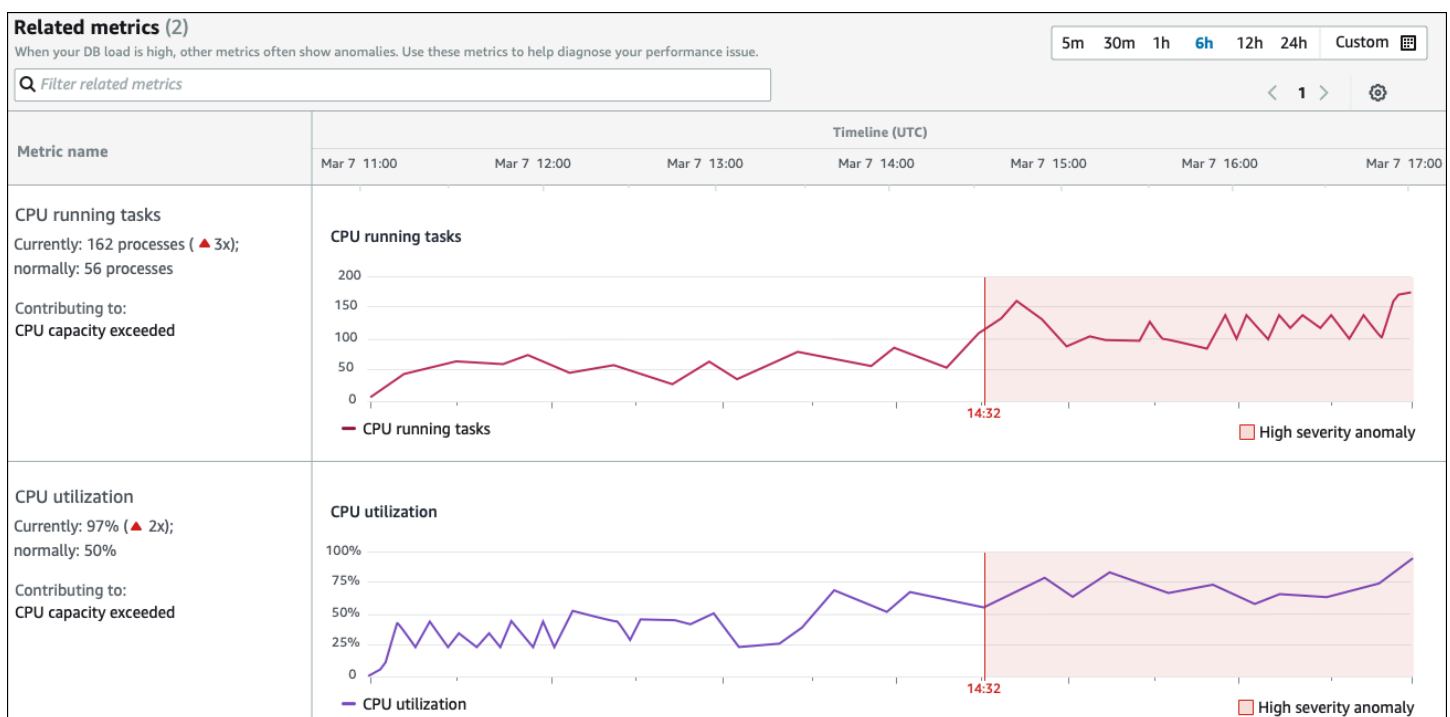 Related metrics (2)
When your DB load is high, other metrics often show anomalies. Use these metrics to help diagnose your performance issue.
5m 30m 1h 6h 12h 24h Custom
Filter related metrics
< 1 >
Metric name
Timeline (UTC)
Mar 7 11:00 Mar 7 12:00 Mar 7 13:00 Mar 7 14:00 Mar 7 15:00 Mar 7 16:00 Mar 7 17:00
CPU running tasks
Currently: 162 processes ( ▲ 3x);
normally: 56 processes
Contributing to:
CPU capacity exceeded
CPU running tasks
200
150
100
50
0
14:32
CPU running tasks
High severity anomaly
CPU utilization
Currently: 97% (▲ 2x);
normally: 50%
Contributing to:
CPU capacity exceeded
CPU utilization
100%
75%
50%
25%
0
14:32
CPU utilization
High severity anomaly